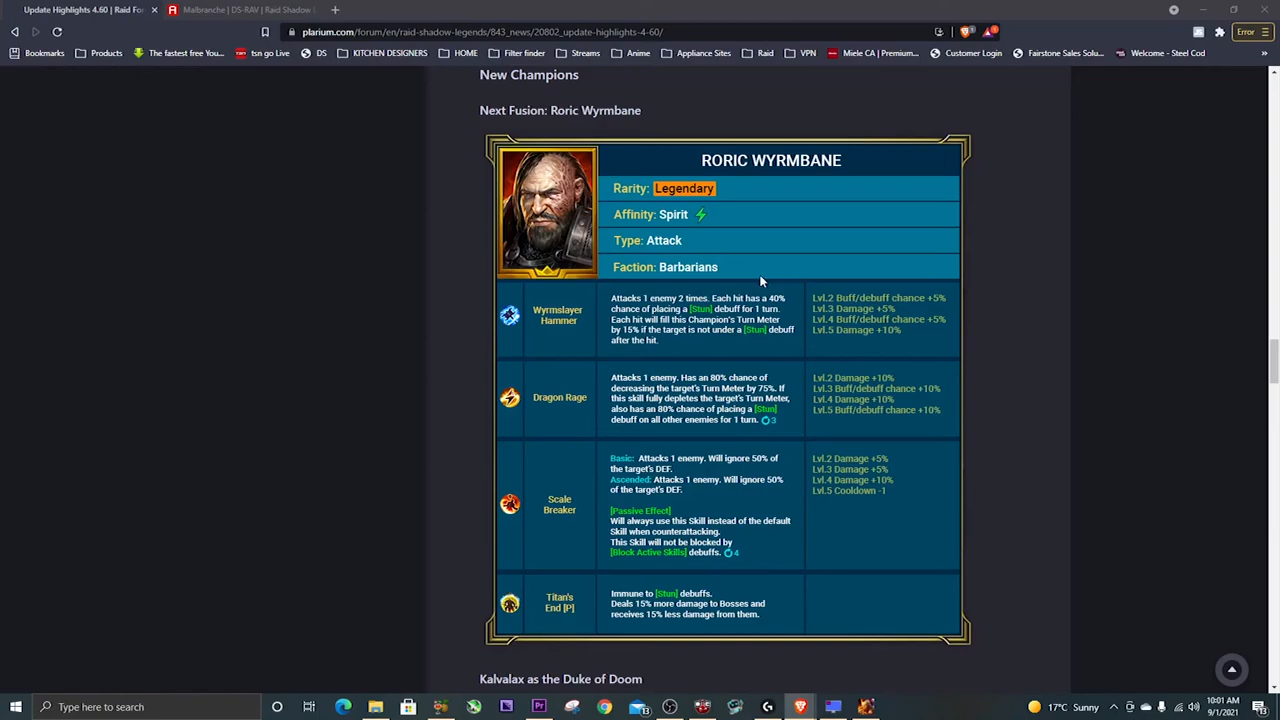 Update Highlights 4.60 | Raid Fo
Malbranche | DS-RAV | Raid Shadow
plarium.com/forum/en/raid-shadow-legends/843_news/20802_update-highlights-4-60/
Error
Bookmarks
Products
The fastest free You...
tsn go Live
DS
KITCHEN DESIGNERS
HOME
Filter finder
Streams
Anime
Appliance Sites
Raid
VPN
Miele CA | Premium...
Customer Login
Fairstone Sales Solu...
Welcome - Steel Cod
New Champions
Next Fusion: Roric Wyrmbane
RORIC WYRMBANE
Rarity: Legendary
Affinity: Spirit
Type: Attack
Faction: Barbarians
Wyrmslayer
Hammer
Attacks 1 enemy 2 times. Each hit has a 40%
chance of placing a [Stun] debuff for 1 turn.
Each hit will fill this Champion's Turn Meter
by 15% if the target is not under a [Stun] debuff
after the hit.
Lvl.2 Buff/debuff chance +5%
Lvl.3 Damage +5%
Lvl.4 Buff/debuff chance +5%
Lvl.5 Damage +10%
Dragon Rage
Attacks 1 enemy. Has an 80% chance of
decreasing the target's Turn Meter by 75%. If
this skill fully depletes the target's Turn Meter,
also has an 80% chance of placing a [Stun]
debuff on all other enemies for 1 turn. 3
Lvl.2 Damage +10%
Lvl.3 Buff/debuff chance +10%
Lvl.4 Damage +10%
Lvl.5 Buff/debuff chance +10%
Scale
Breaker
Basic: Attacks 1 enemy. Will ignore 50% of
the target's DEF.
Ascended: Attacks 1 enemy. Will ignore 50%
of the target's DEF.
[Passive Effect]
Will always use this Skill instead of the default
Skill when counterattacking.
This Skill will not be blocked by
[Block Active Skills] debuffs. 4
Lvl.2 Damage +5%
Lvl.3 Damage +5%
Lvl.4 Damage +10%
Lvl.5 Cooldown -1
Titan's
End [P]
Immune to [Stun] debuffs.
Deals 15% more damage to Bosses and
receives 15% less damage from them.
Kalvalax as the Duke of Doom
Type here to search
17°C Sunny
10:01 AM
9/1/2021